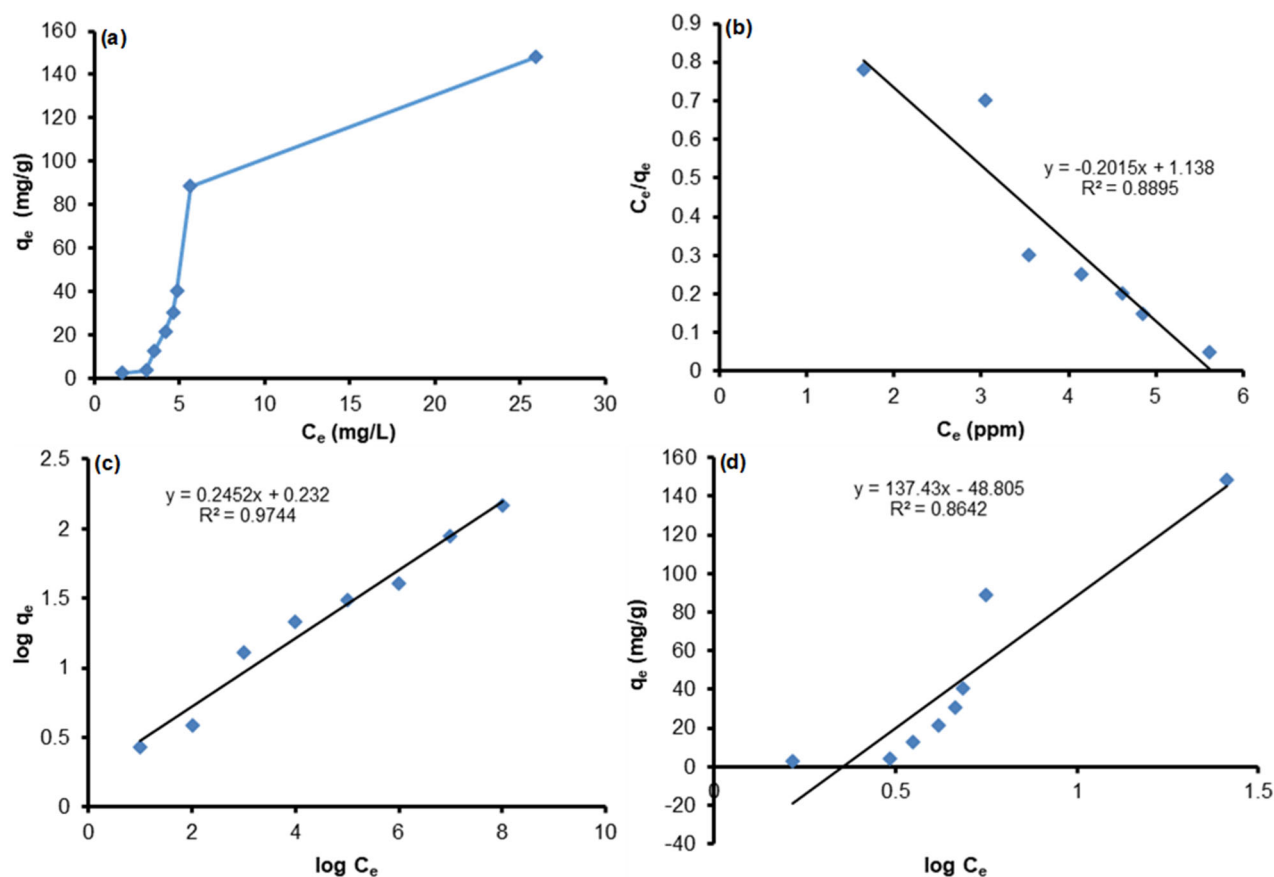 (a)
160
140
120
100
80
60
40
20
0
qe (mg/g)
0 5 10 15 20 25 30
Ce (mg/L)
(b)
0.9
0.8
0.7
0.6
0.5
0.4
0.3
0.2
0.1
0
Ce/qe
y = -0.2015x + 1.138
R² = 0.8895
0 1 2 3 4 5 6
Ce (ppm)
(c)
2.5
2
1.5
1
0.5
0
log qe
y = 0.2452x + 0.232
R² = 0.9744
0 2 4 6 8 10
log Ce
(d)
160
140
120
100
80
60
40
20
0
-20
-40
qe (mg/g)
y = 137.43x - 48.805
R² = 0.8642
0 0.5 1 1.5
log Ce